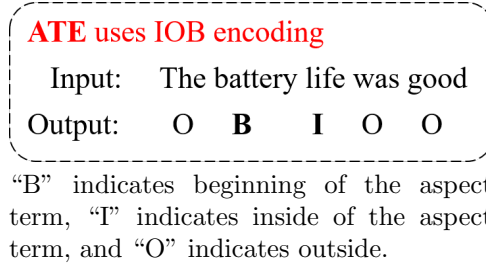 ATE uses IOB encoding
Input: The battery life was good
Output: O B I O O
“B” indicates beginning of the aspect
term, “I” indicates inside of the aspect
term, and “O” indicates outside.